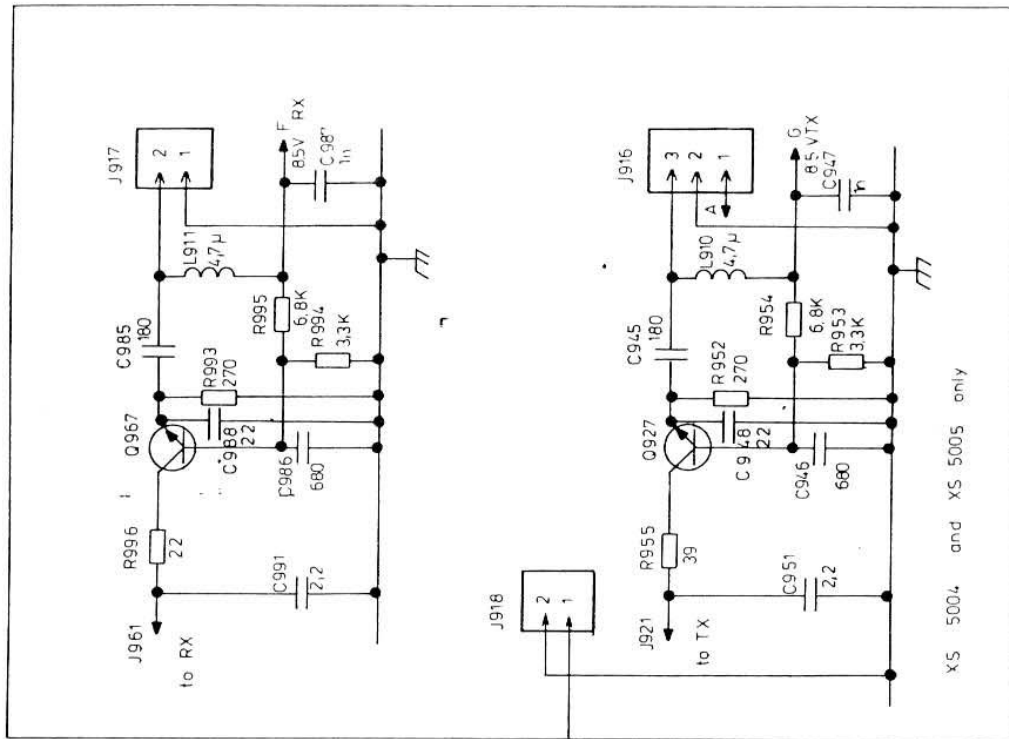 J917
2
1
F
8.5V RX
1n
L911
4,7μ
C985
180
R995
6,8K
R994
3,3K
R993
270
Q967
C988
22
C986
680
R996
22
C991
2,2
J961
to RX
J916
3
2
1
A
G
8.5 VTX
C947
n
L910
4,7μ
C945
180
R954
6,8K
R953
3,3K
R952
270
Q927
C948
22
C946
680
R955
39
C951
2,2
J921
to TX
J918
2
1
XS 5004 and XS 5005 only